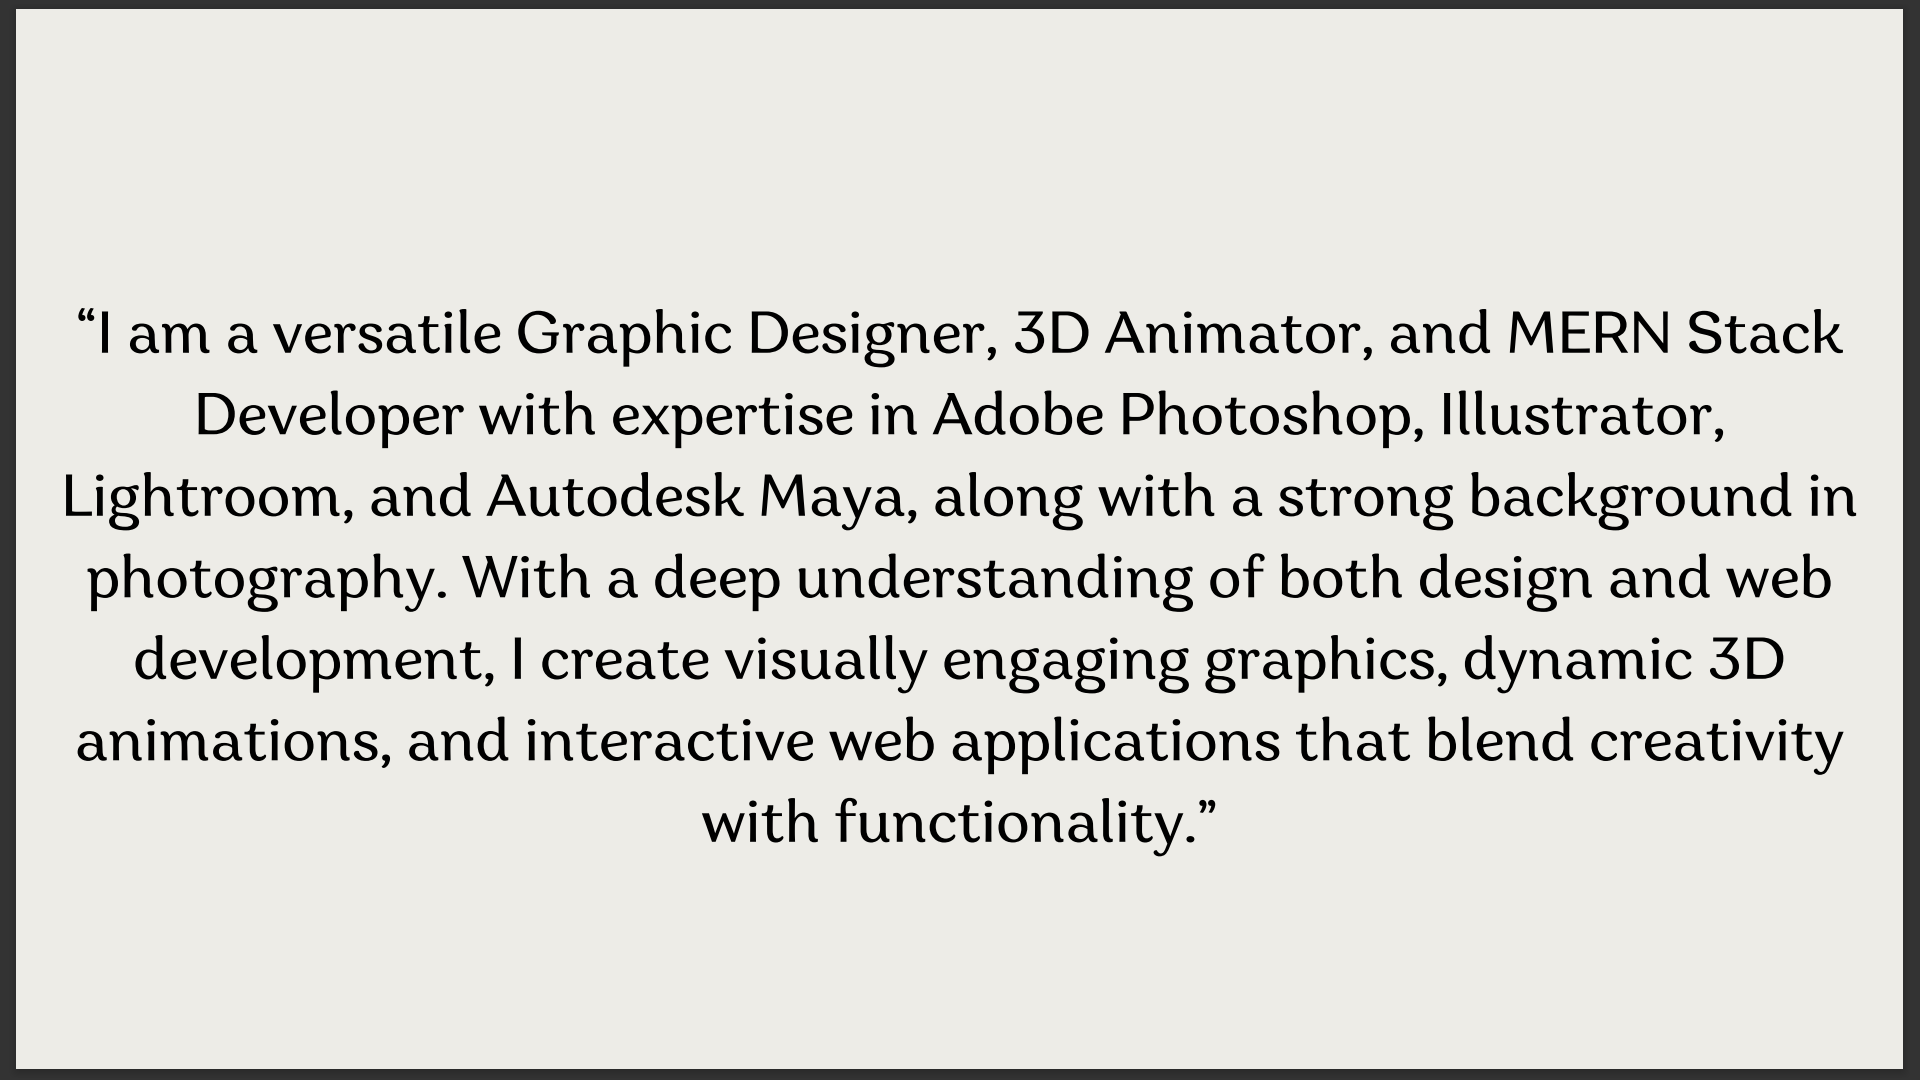 “I am a versatile Graphic Designer, 3D Animator, and MERN Stack
Developer with expertise in Adobe Photoshop, Illustrator,
Lightroom, and Autodesk Maya, along with a strong background in
photography. With a deep understanding of both design and web
development, I create visually engaging graphics, dynamic 3D
animations, and interactive web applications that blend creativity
with functionality.”